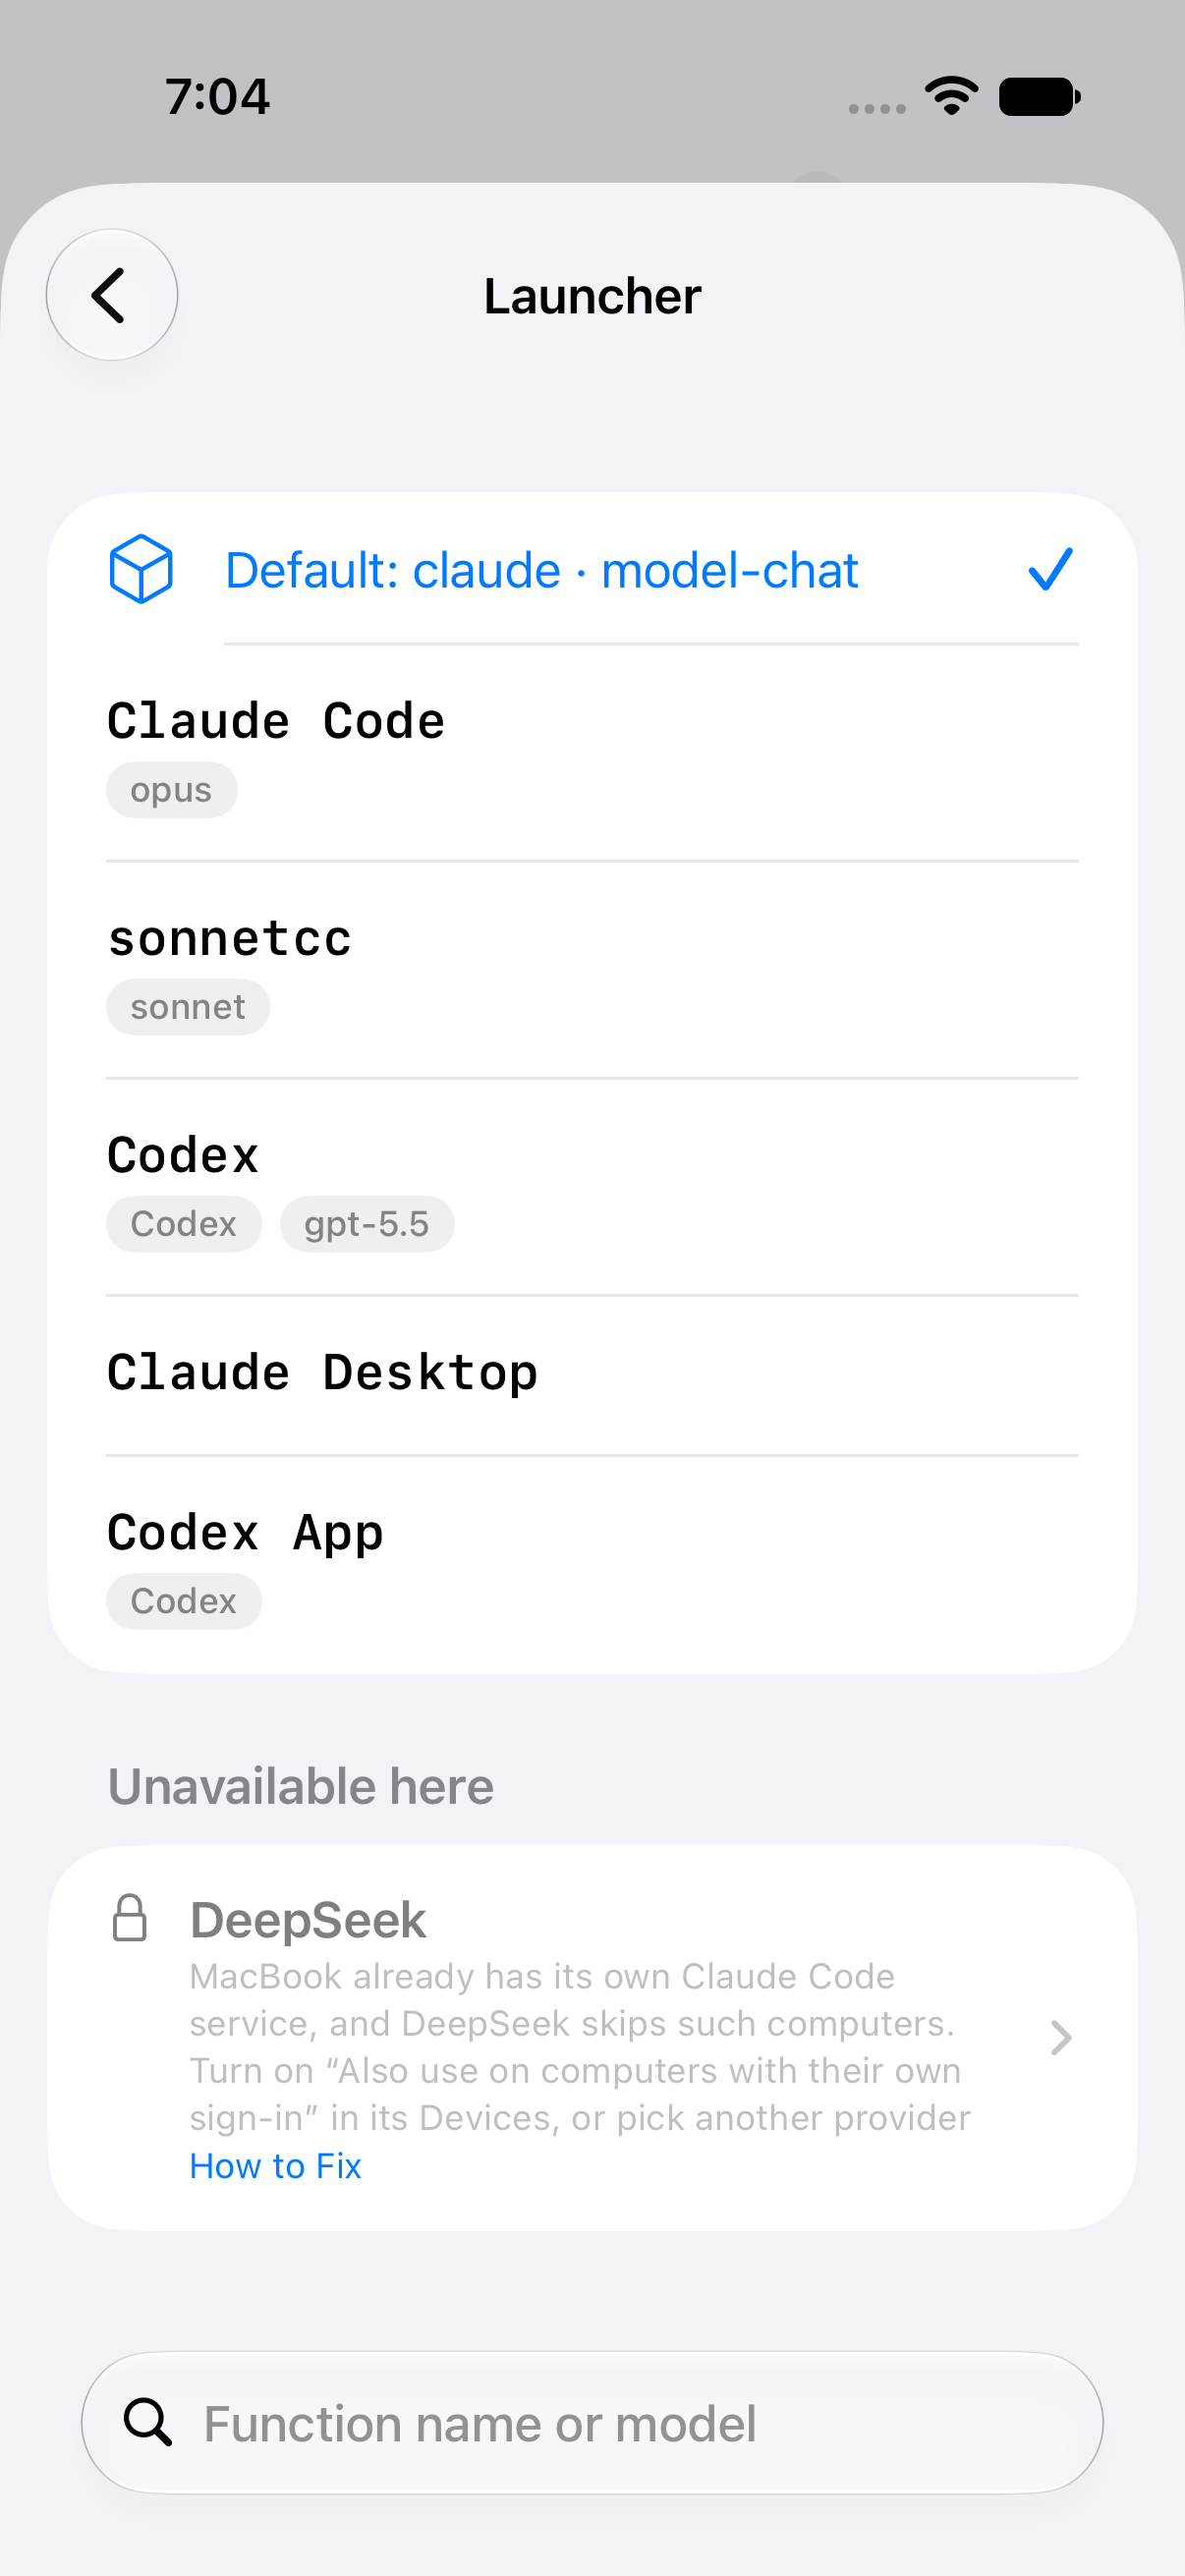 7:04
Launcher
Default: claude · model-chat
Claude Code
opus
sonnetcc
sonnet
Codex
Codex gpt-5.5
Claude Desktop
Codex App
Codex
Unavailable here
DeepSeek
MacBook already has its own Claude Code
service, and DeepSeek skips such computers.
Turn on “Also use on computers with their own
sign-in” in its Devices, or pick another provider
How to Fix
Function name or model